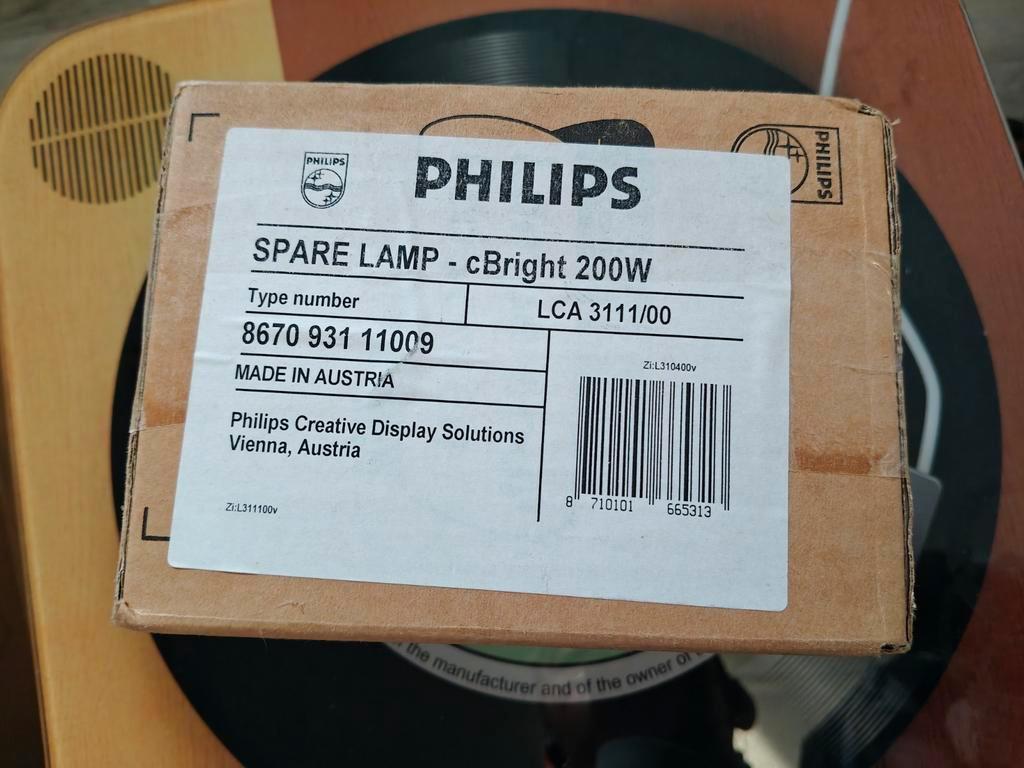 PHILIPS
PHILIPS
PHILIPS
SPARE LAMP - cBright 200W
Type number
LCA 3111/00
8670 931 11009
MADE IN AUSTRIA
Zi:L310400v
Philips Creative Display Solutions
Vienna, Austria
8 710101 665313
Zi:L311100v
the manufacturer and of the owner of